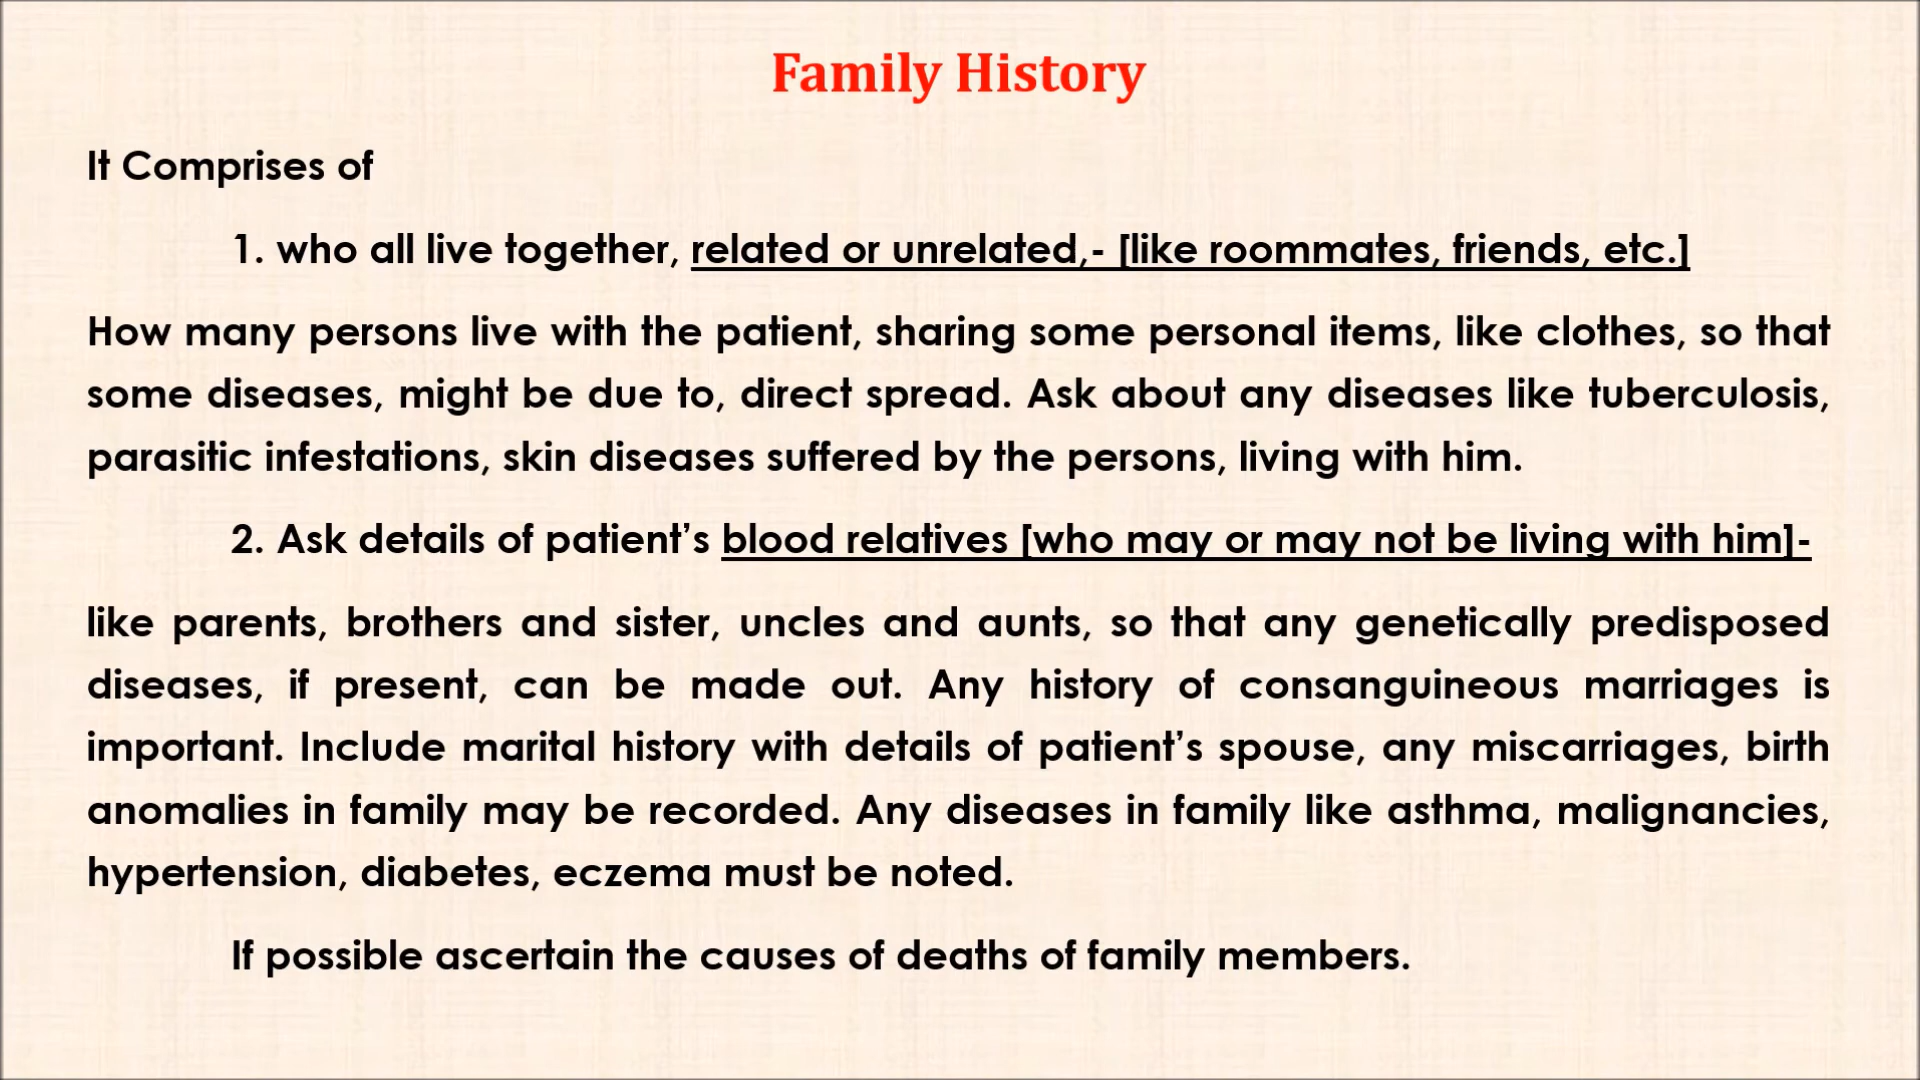 Family History
It Comprises of
1. who all live together, related or unrelated,- [like roommates, friends, etc.]
How many persons live with the patient, sharing some personal items, like clothes, so that
some diseases, might be due to, direct spread. Ask about any diseases like tuberculosis,
parasitic infestations, skin diseases suffered by the persons, living with him.
2. Ask details of patient’s blood relatives [who may or may not be living with him]-
like parents, brothers and sister, uncles and aunts, so that any genetically predisposed
diseases, if present, can be made out. Any history of consanguineous marriages is
important. Include marital history with details of patient’s spouse, any miscarriages, birth
anomalies in family may be recorded. Any diseases in family like asthma, malignancies,
hypertension, diabetes, eczema must be noted.
If possible ascertain the causes of deaths of family members.